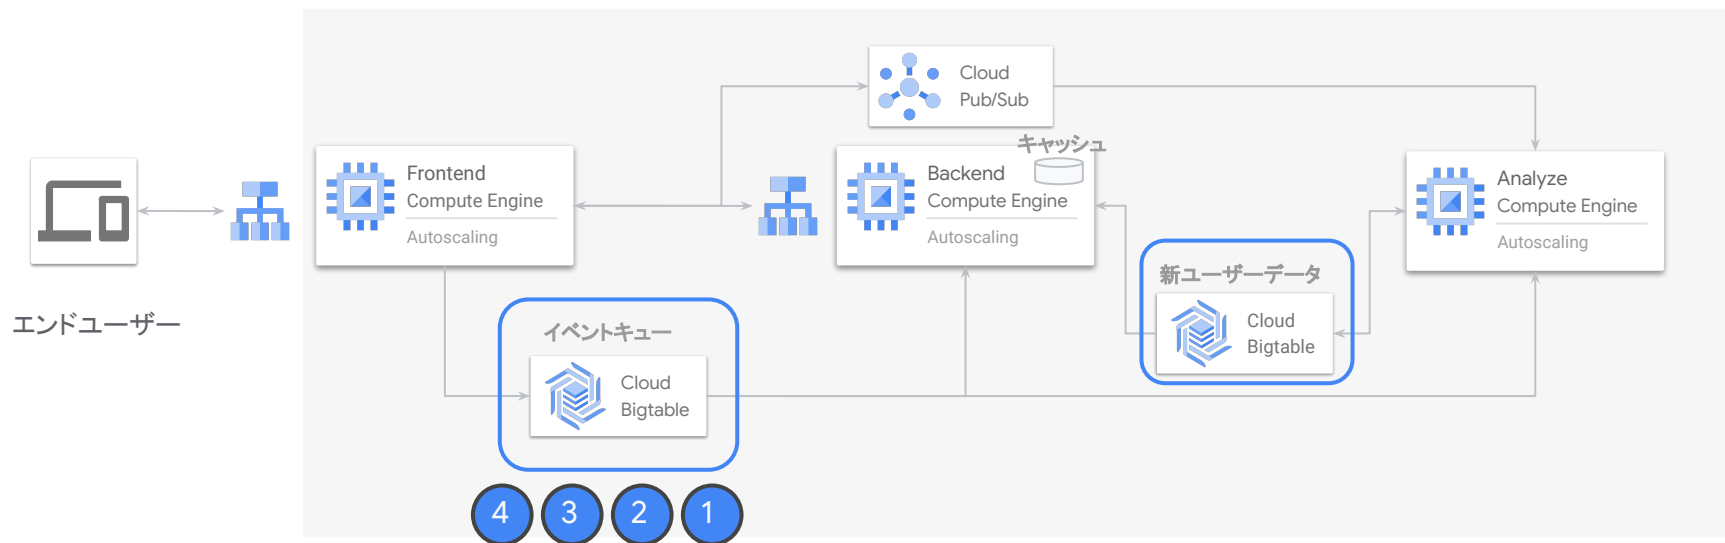 エンドユーザー
Frontend
Compute Engine
Autoscaling
Cloud
Pub/Sub
キャッシュ
Backend
Compute Engine
Autoscaling
Analyze
Compute Engine
Autoscaling
イベントキュー
Cloud
Bigtable
新ユーザーデータ
Cloud
Bigtable
4
3
2
1